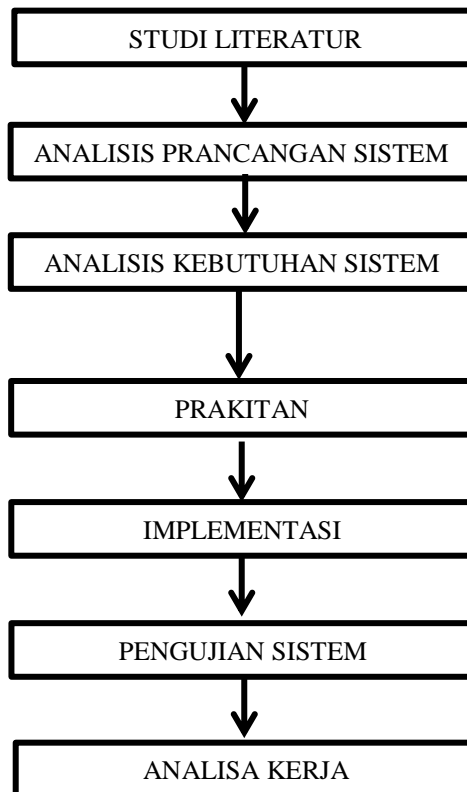 STUDI LITERATUR
ANALISIS PRANCANGAN SISTEM
ANALISIS KEBUTUHAN SISTEM
PRAKITAN
IMPLEMENTASI
PENGUJIAN SISTEM
ANALISA KERJA